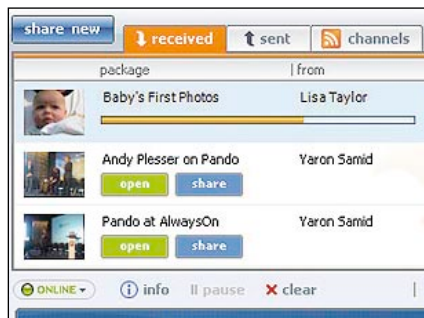 share new received sent channels
package | from
Baby's First Photos Lisa Taylor
Andy Plesser on Pando Yaron Samid
open share
Pando at AlwaysOn Yaron Samid
open share
ONLINE info pause clear